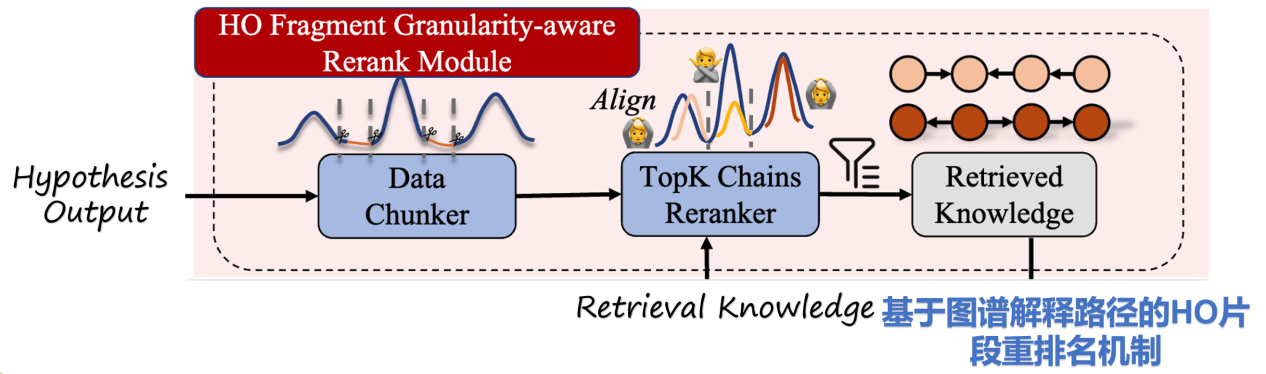 HO Fragment Granularity-aware
Rerank Module
Align
Hypothesis
Output
Data
Chunker
TopK Chains
Reranker
Retrieved
Knowledge
Retrieval Knowledge
基于图谱解释路径的HO片
段重排名机制